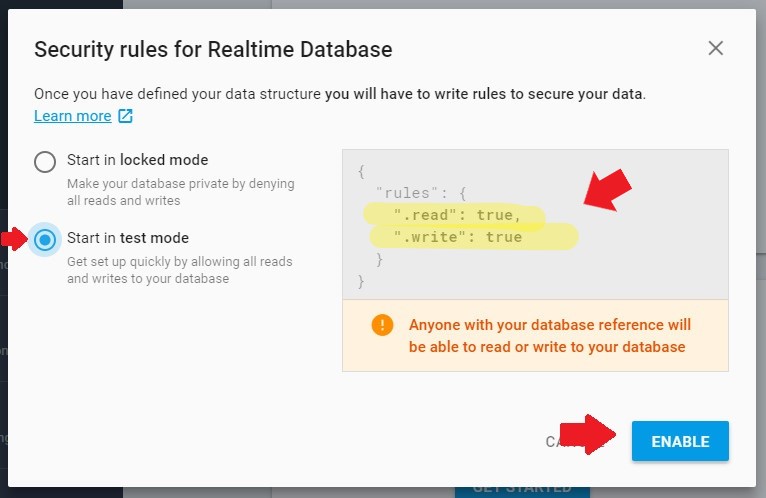 Security rules for Realtime Database
Once you have defined your data structure you will have to write rules to secure your data.
Learn more
Start in locked mode
Make your database private by denying
all reads and writes
Start in test mode
Get set up quickly by allowing all reads
and writes to your database
{
"rules": {
".read": true,
".write": true
}
}
Anyone with your database reference will
be able to read or write to your database
ENABLE
GET STARTED